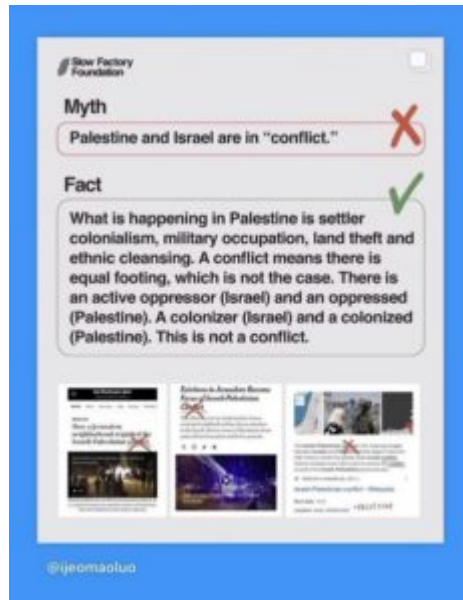 Slow Factory
Foundation
Myth
Palestine and Israel are in “conflict.”
Fact
What is happening in Palestine is settler
colonialism, military occupation, land theft and
ethnic cleansing. A conflict means there is
equal footing, which is not the case. There is
an active oppressor (Israel) and an oppressed
(Palestine). A colonizer (Israel) and a colonized
(Palestine). This is not a conflict.
@ijeomaoluo